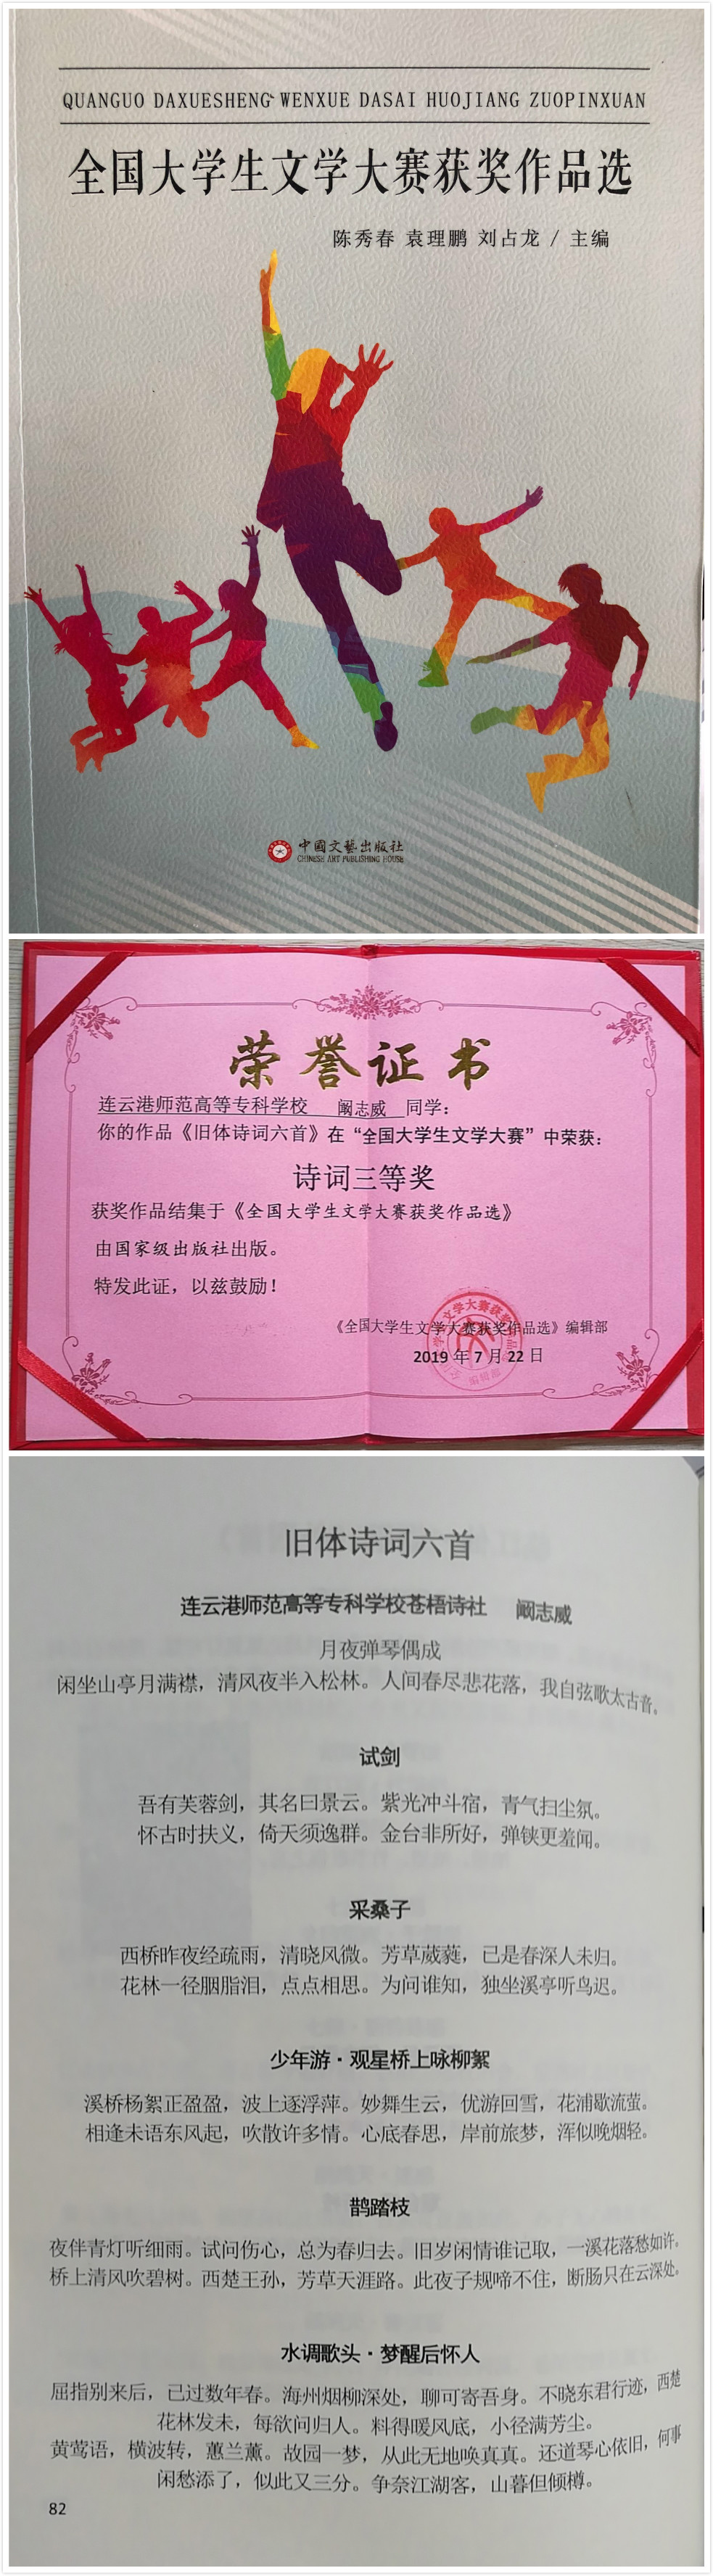 QUANGUO DAXUESHENG WENXUE DASAI HUOJIANG ZUOPINXUAN
全国大学生文学大赛获奖作品选
陈秀春 袁理鹏 刘占龙 / 主编
中國文藝出版社
CHINESE ART PUBLISHING HOUSE
荣誉证书
连云港师范高等专科学校 阚志威 同学：
你的作品《旧体诗词六首》在“全国大学生文学大赛”中荣获：
诗词三等奖
获奖作品结集于《全国大学生文学大赛获奖作品选》
由国家级出版社出版。
特发此证，以兹鼓励！
《全国大学生文学大赛获奖作品选》编辑部
2019 年 7 月 22 日
旧体诗词六首
连云港师范高等专科学校苍梧诗社 阚志威
月夜弹琴偶成
闲坐山亭月满襟，清风夜半入松林。人间春尽悲花落，我自弦歌太古音。
试剑
吾有芙蓉剑，其名曰景云。紫光冲斗宿，青气扫尘氛。
怀古时扶义，倚天须逸群。金台非所好，弹铗更羞闻。
采桑子
西桥昨夜经疏雨，清晓风微。芳草葳蕤，已是春深人未归。
花林一径胭脂泪，点点相思。为问谁知，独坐溪亭听鸟迟。
少年游·观星桥上咏柳絮
溪桥杨絮正盈盈，波上逐浮萍。妙舞生云，优游回雪，花浦歇流萤。
相逢未语东风起，吹散许多情。心底春思，岸前旅梦，浑似晚烟轻。
鹊踏枝
夜伴青灯听细雨。试问伤心，总为春归去。旧岁闲情谁记取，一溪花落愁如许。
桥上清风吹碧树。西楚王孙，芳草天涯路。此夜子规啼不住，断肠只在云深处。
水调歌头·梦醒后怀人
屈指别来后，已过数年春。海州烟柳深处，聊可寄吾身。不晓东君行迹，西楚
花林发未，每欲问归人。料得暖风底，小径满芳尘。
黄莺语，横波转，蕙兰薰。故园一梦，从此无地唤真真。还道琴心依旧，何事
闲愁添了，似此又三分。争奈江湖客，山暮但倾樽。
82